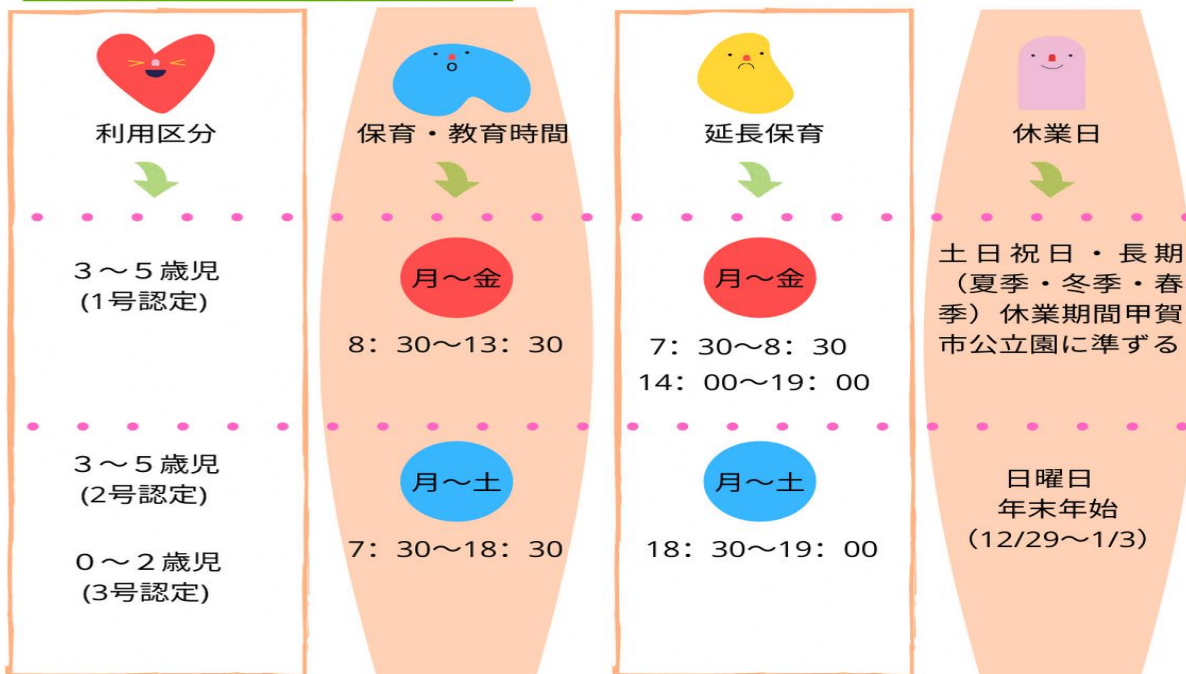 利用区分
保育・教育時間
延長保育
休業日
3～5歳児
(1号認定)
月～金
8：30～13：30
月～金
7：30～8：30
14：00～19：00
土日祝日・長期
（夏季・冬季・春
季）休業期間甲賀
市公立園に準ずる
3～5歳児
(2号認定)
0～2歳児
(3号認定)
月～土
7：30～18：30
月～土
18：30～19：00
日曜日
年末年始
（12/29～1/3）